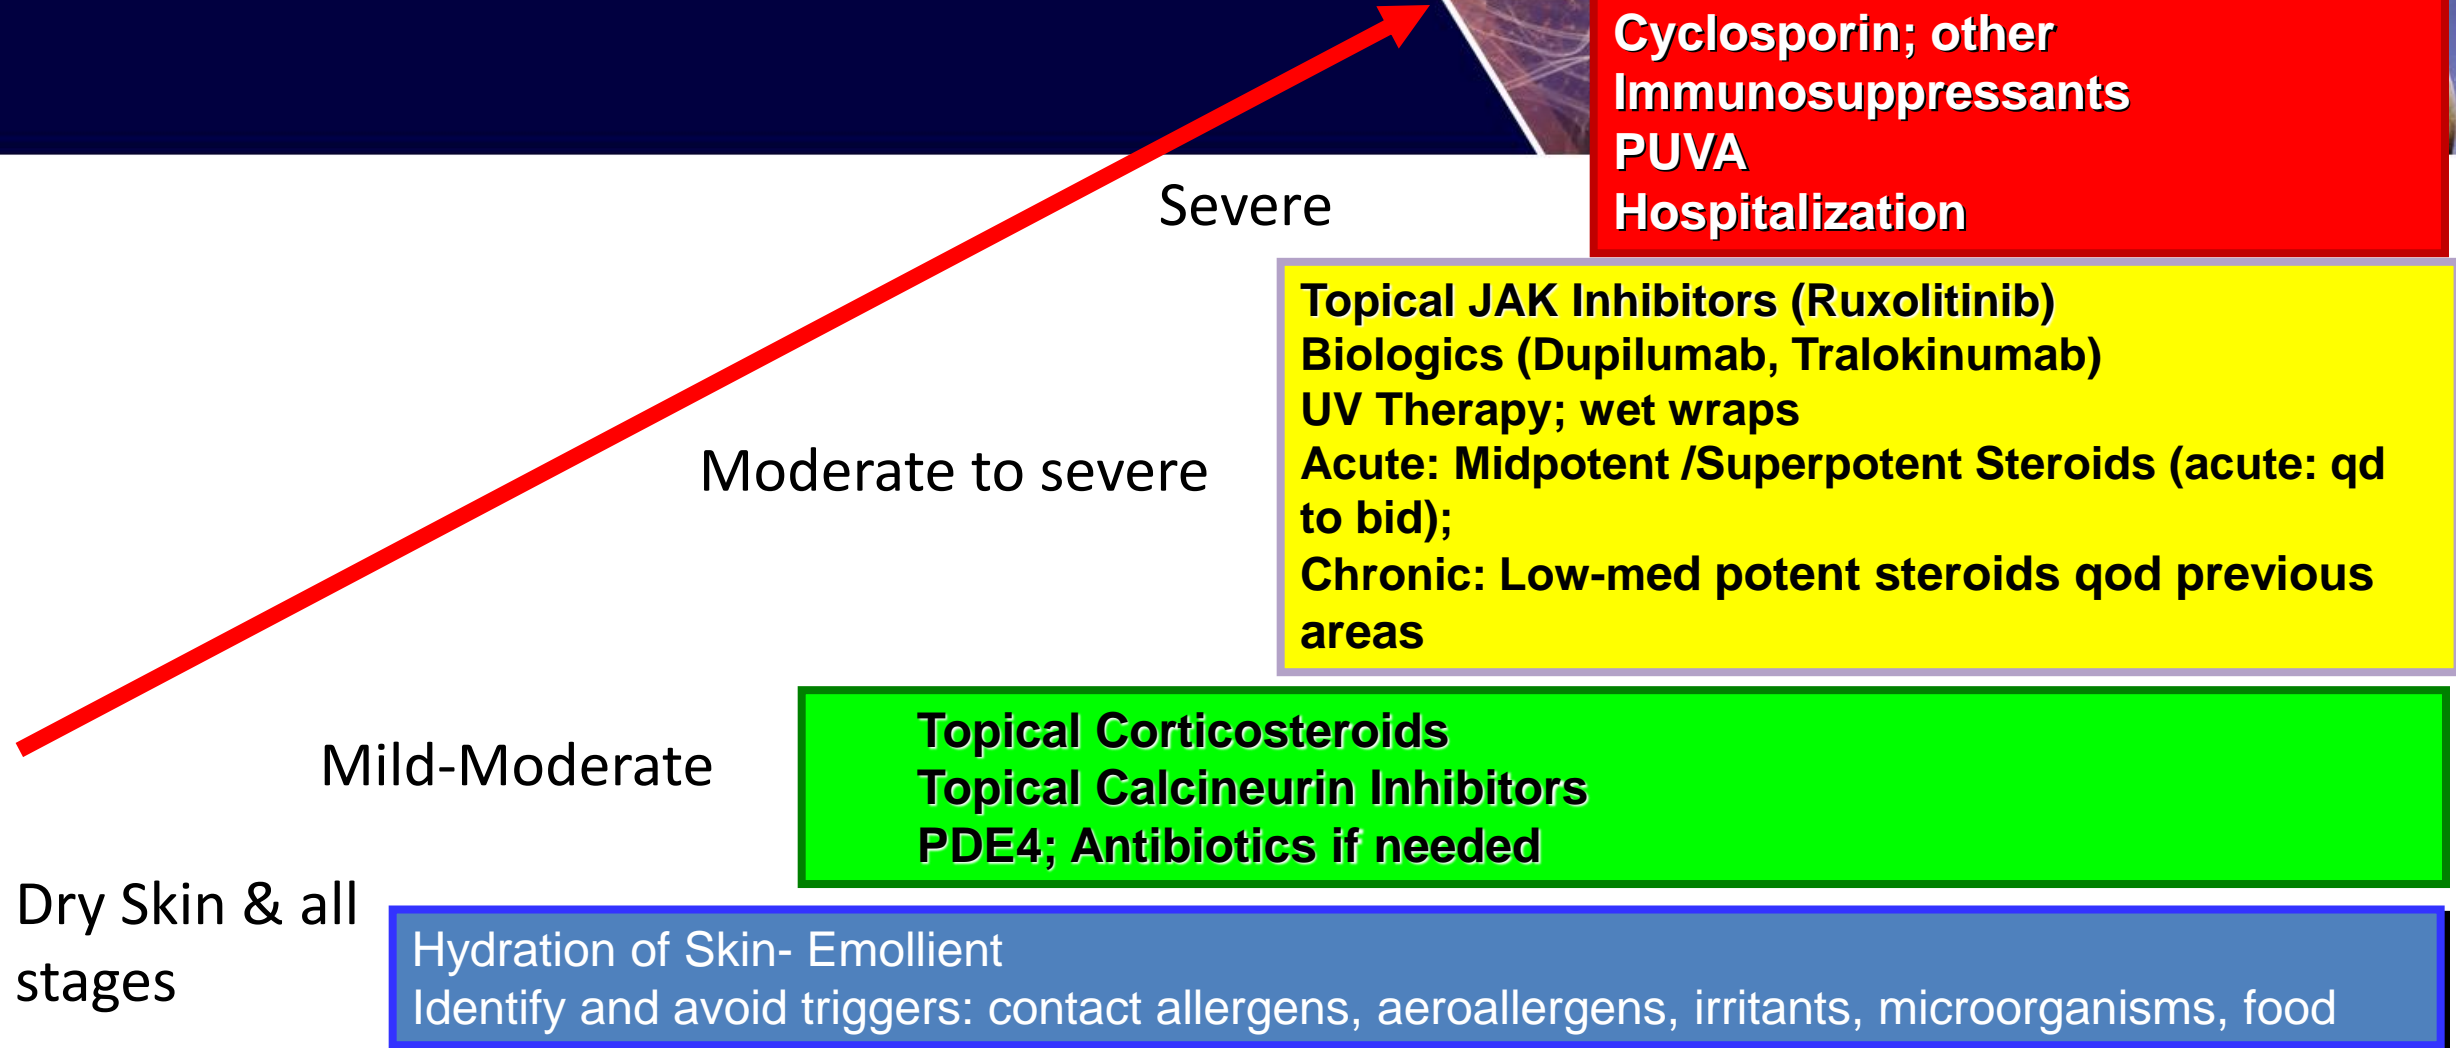 Cyclosporin; other
Immunosuppressants
PUVA
Hospitalization
Severe
Topical JAK Inhibitors (Ruxolitinib)
Biologics (Dupilumab, Tralokinumab)
UV Therapy; wet wraps
Acute: Midpotent /Superpotent Steroids (acute: qd
to bid);
Chronic: Low-med potent steroids qod previous
areas
Moderate to severe
Topical Corticosteroids
Topical Calcineurin Inhibitors
PDE4; Antibiotics if needed
Mild-Moderate
Dry Skin & all
stages
Hydration of Skin- Emollient
Identify and avoid triggers: contact allergens, aeroallergens, irritants, microorganisms, food